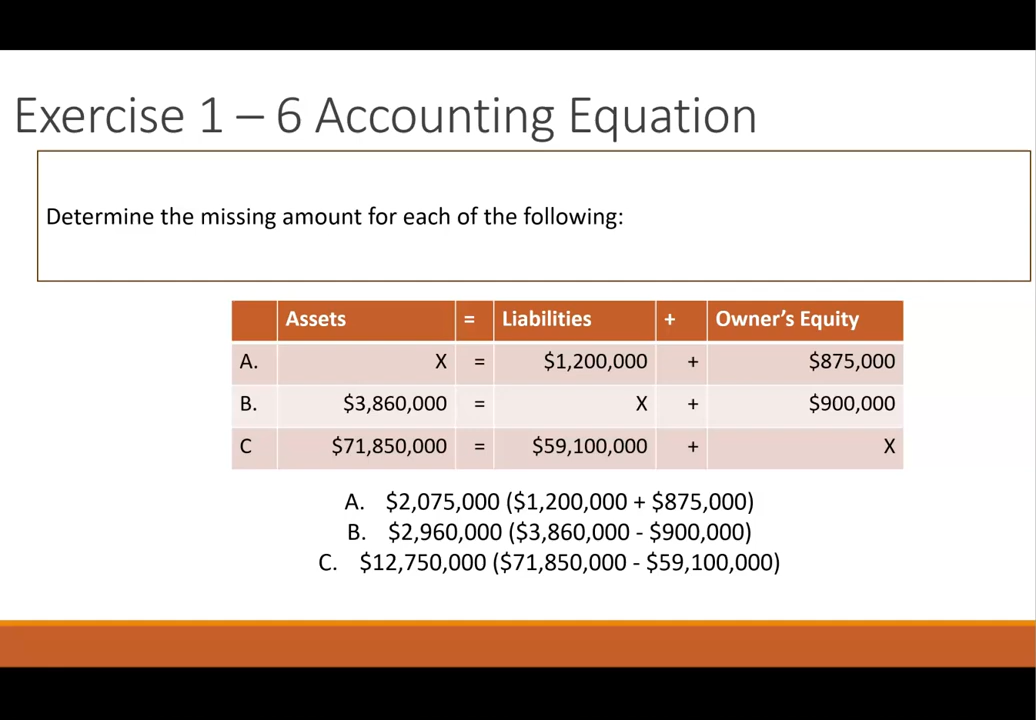 Exercise 1 – 6 Accounting Equation
Determine the missing amount for each of the following:
Assets = Liabilities + Owner's Equity
A. X = $1,200,000 + $875,000
B. $3,860,000 = X + $900,000
C $71,850,000 = $59,100,000 + X
A. $2,075,000 ($1,200,000 + $875,000)
B. $2,960,000 ($3,860,000 - $900,000)
C. $12,750,000 ($71,850,000 - $59,100,000)